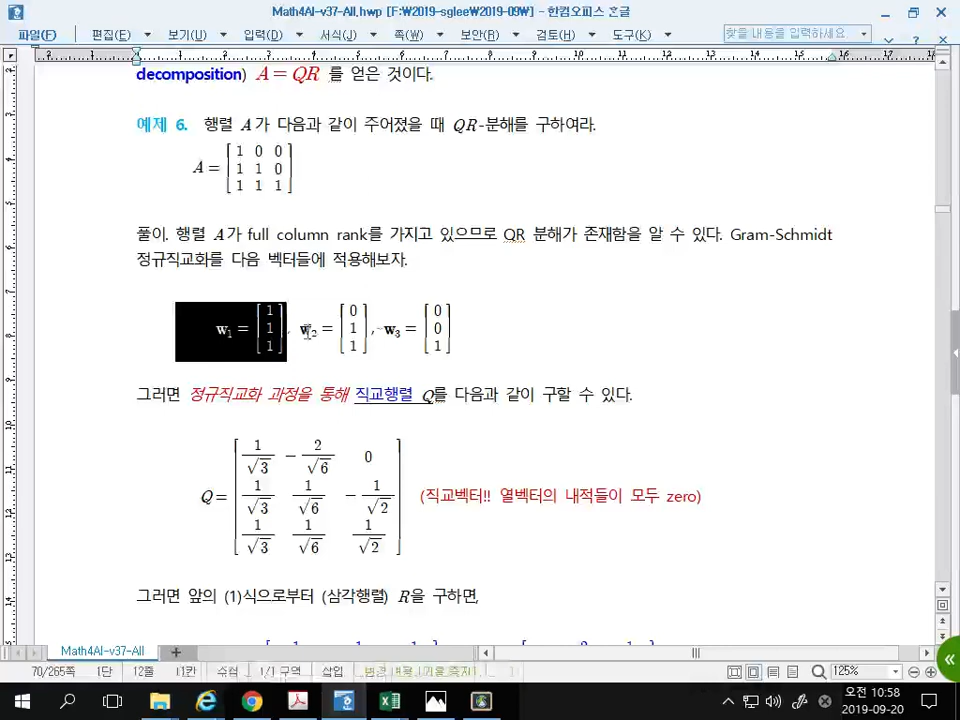 Math4AI-v37-All.hwp [F:₩2019-sglee₩2019-09₩] - 한컴오피스 한글
파일(F) 편집(E) 보기(U) 입력(D) 서식(J) 쪽(W) 보안(R) 검토(H) 도구(K) 찾을 내용을 입력하세요
decomposition) A = QR 를 얻은 것이다.
예제 6. 행렬 A가 다음과 같이 주어졌을 때 QR-분해를 구하여라.
A = [1 0 0
1 1 0
1 1 1]
풀이. 행렬 A가 full column rank를 가지고 있으므로 QR 분해가 존재함을 알 수 있다. Gram-Schmidt
정규직교화를 다음 벡터들에 적용해보자.
w₁ = [1 1 1], w₂ = [0 1 1], w₃ = [0 0 1]
그러면 정규직교화 과정을 통해 직교행렬 Q를 다음과 같이 구할 수 있다.
Q = [1/√3 −2/√6 0
1/√3 1/√6 −1/√2
1/√3 1/√6 1/√2] (직교벡터!! 열벡터의 내적들이 모두 zero)
그러면 앞의 (1)식으로부터 (삼각행렬) R을 구하면,
Math4AI-v37-All
70/265쪽 1단 12줄 1/1 구역 삽입 125%
오전 10:58
2019-09-20